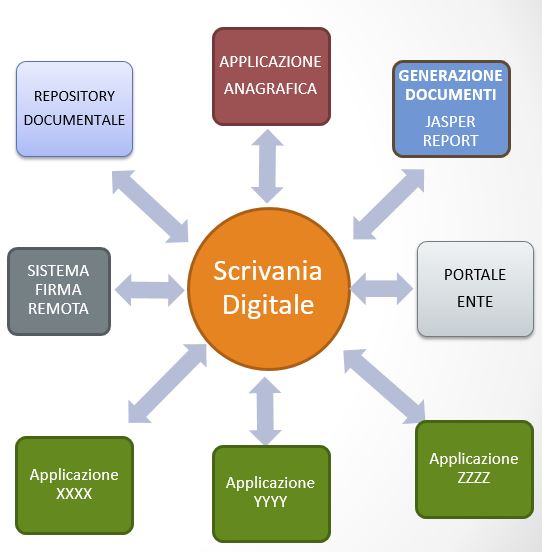 APPLICAZIONE
ANAGRAFICA
GENERAZIONE
DOCUMENTI
JASPER
REPORT
REPOSITORY
DOCUMENTALE
Scrivania
Digitale
SISTEMA
FIRMA
REMOTA
PORTALE
ENTE
Applicazione
XXXX
Applicazione
YYYY
Applicazione
ZZZZ